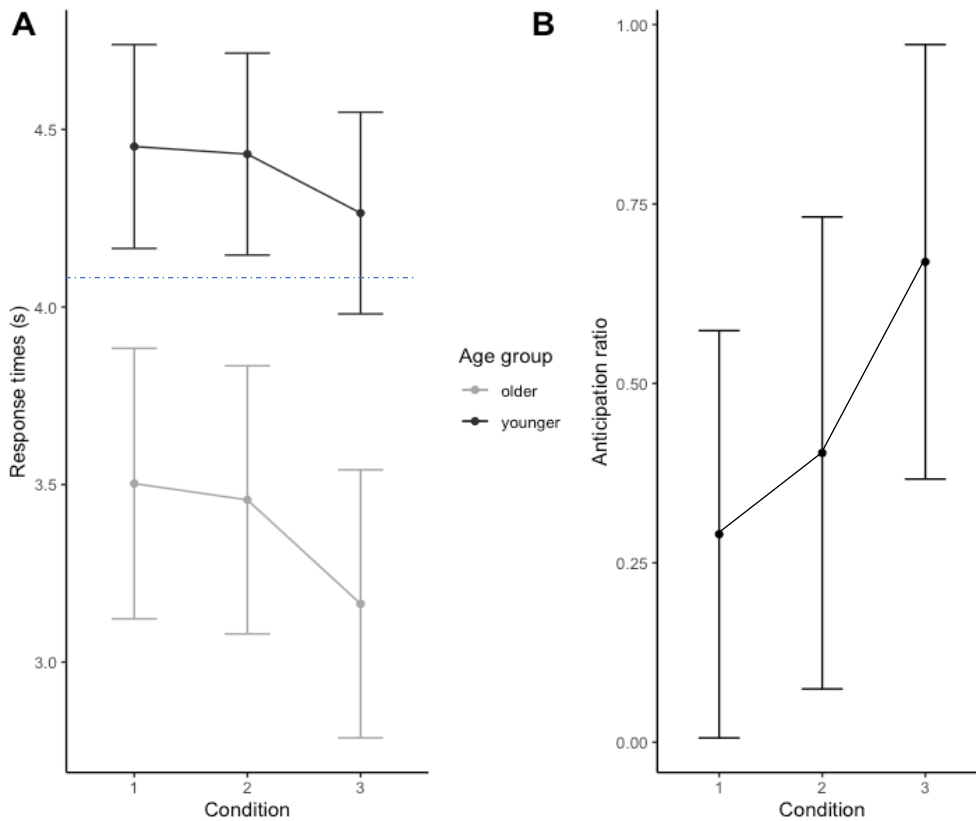 A
4.5
4.0
3.5
3.0
Response times (s)
1 2 3
Condition
Age group
older
younger
B
1.00
0.75
0.50
0.25
0.00
Anticipation ratio
1 2 3
Condition